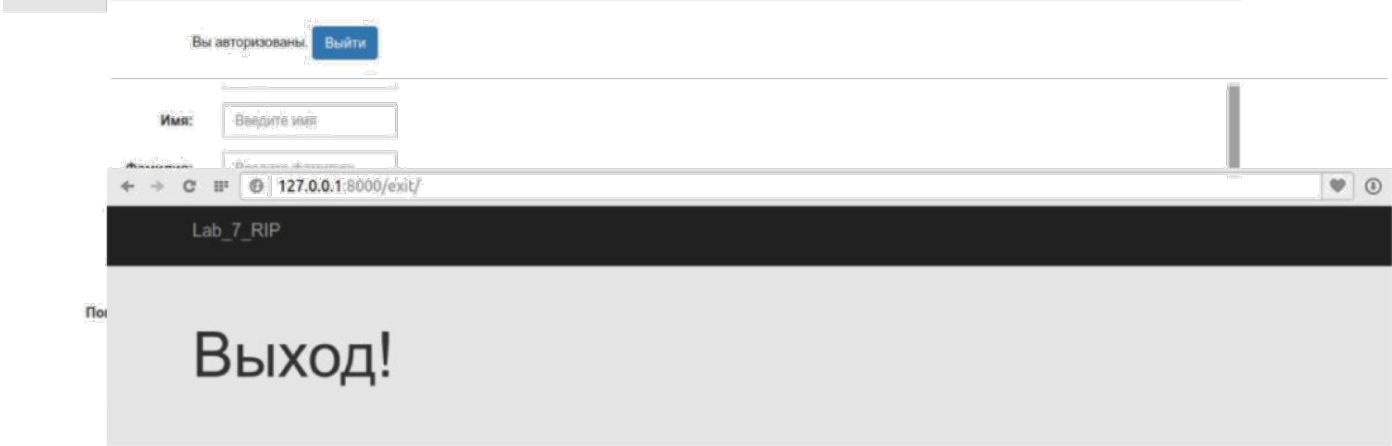 Вы авторизованы. Выйти
Имя: Введите имя
127.0.0.1:8000/exit/
Lab_7_RIP
Выход!